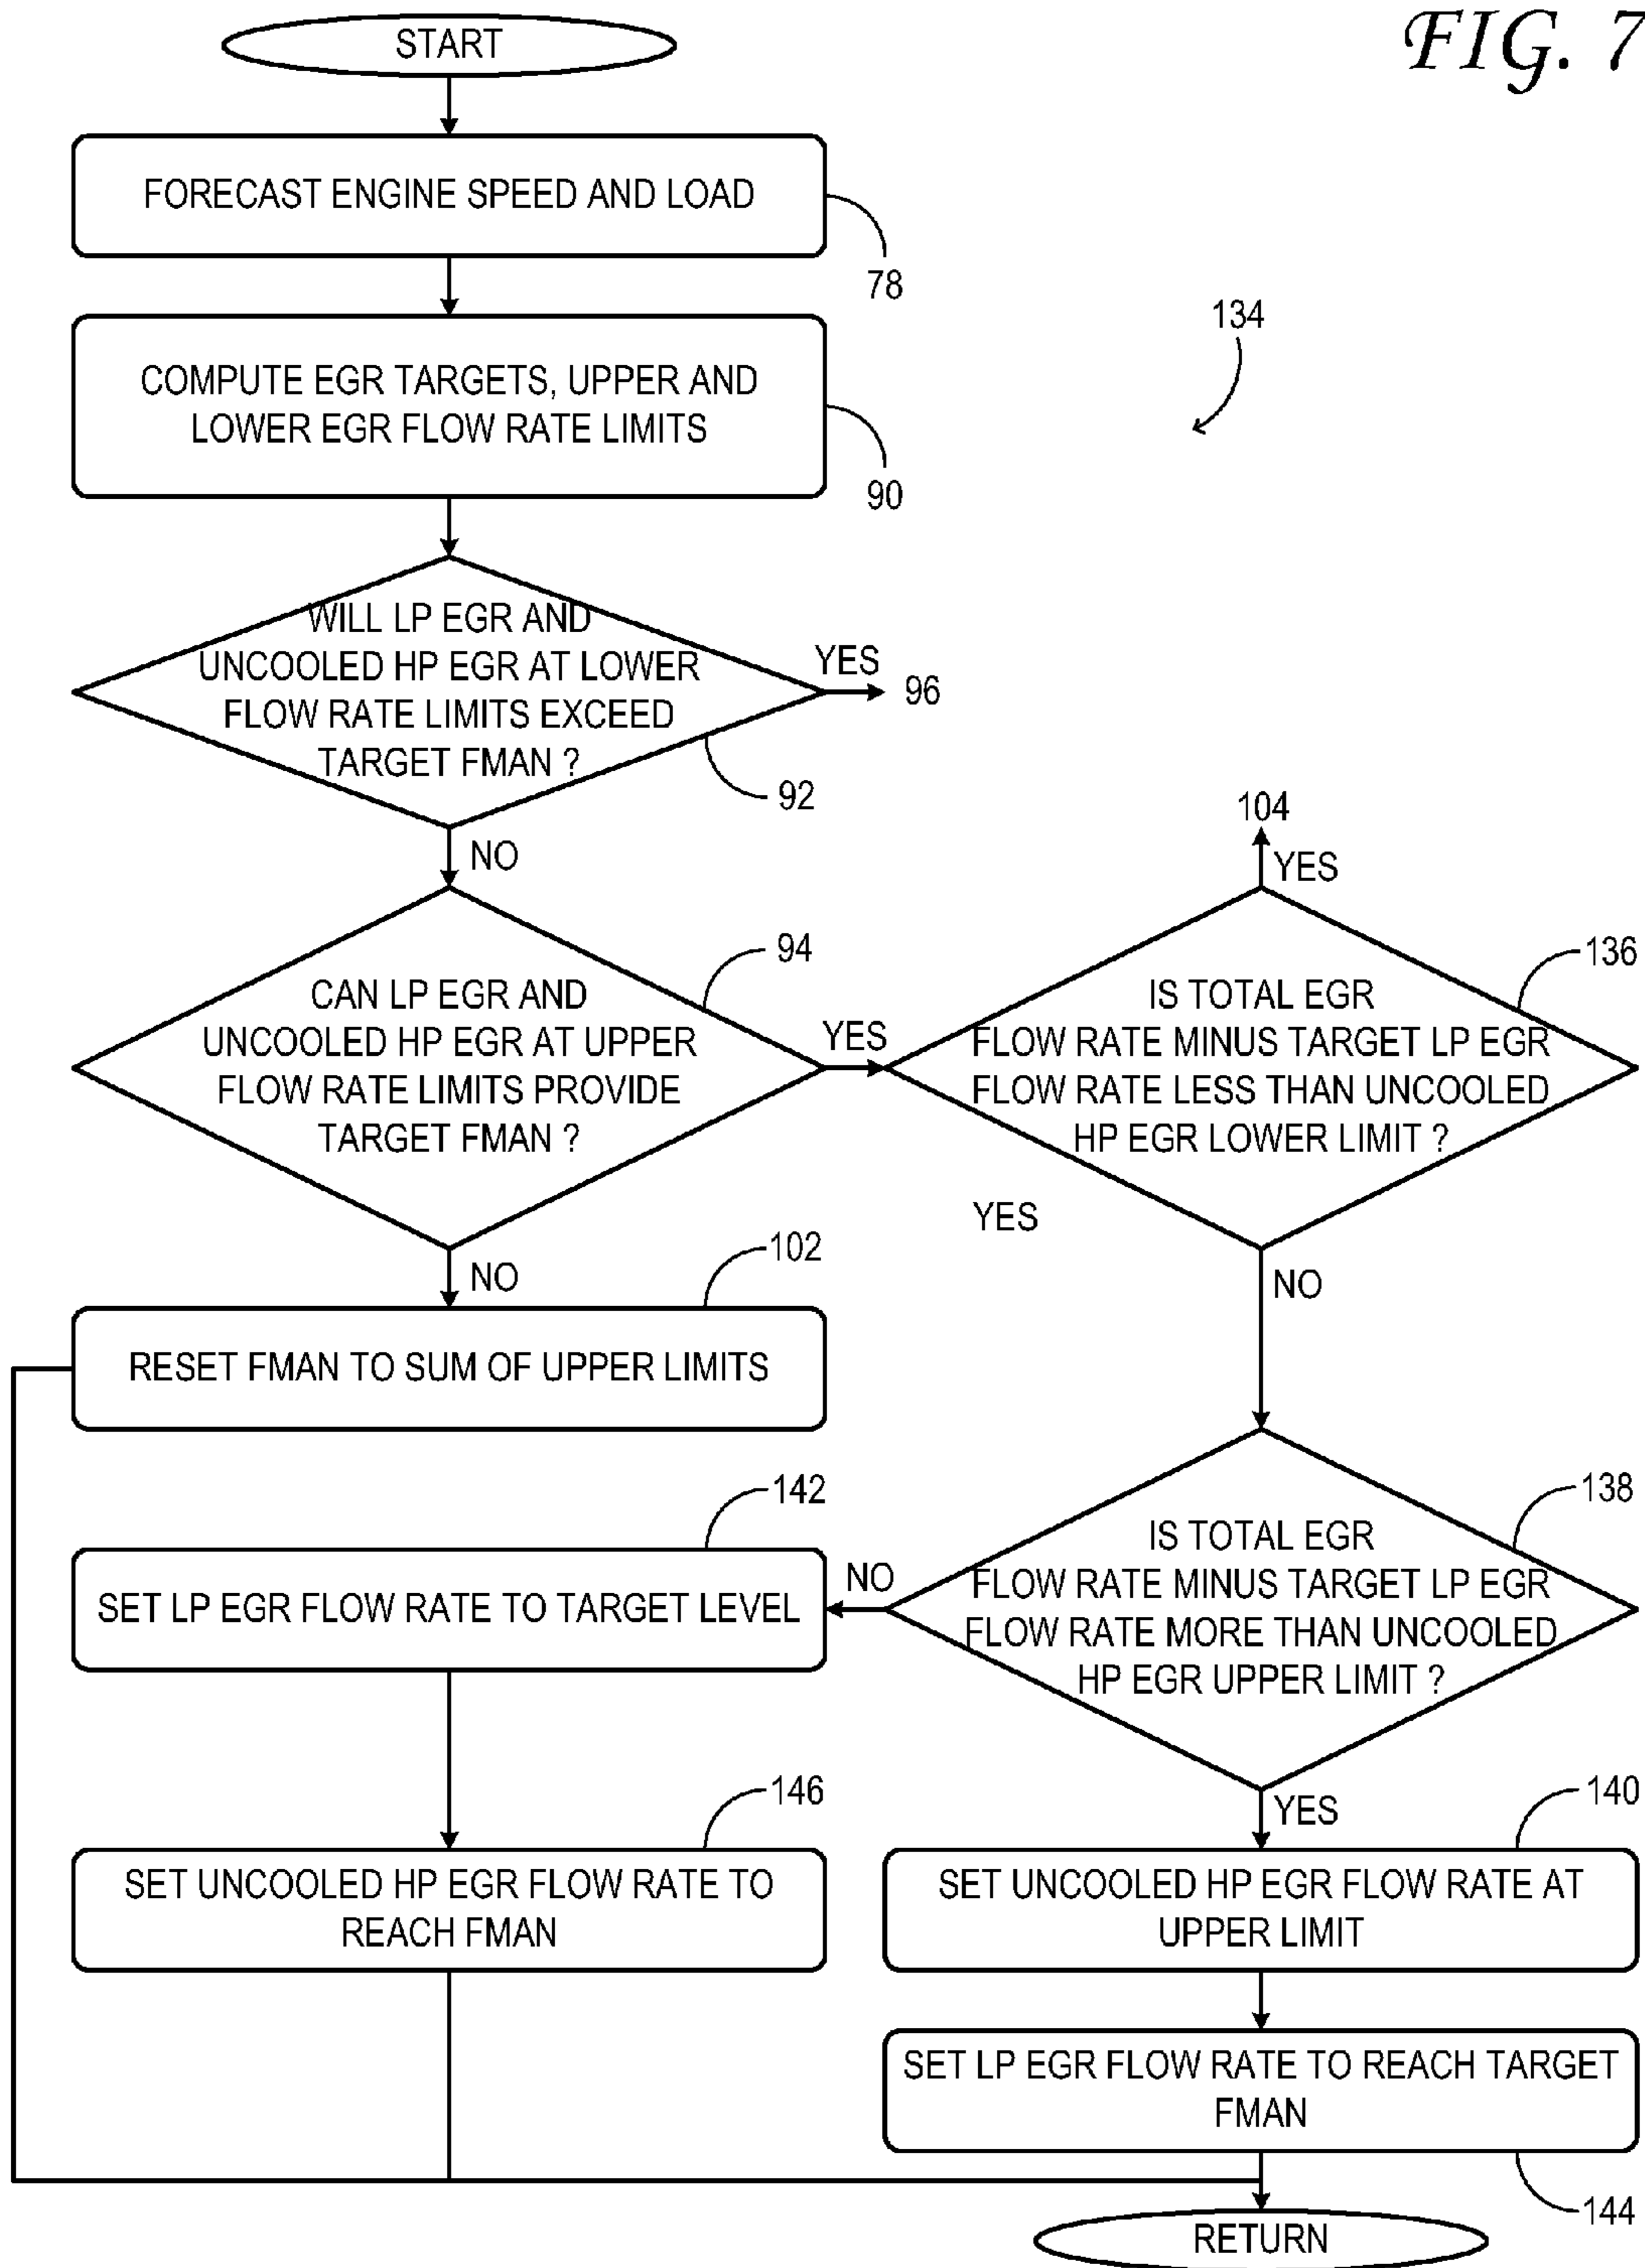 FIG. 7
START
FORECAST ENGINE SPEED AND LOAD
78
COMPUTE EGR TARGETS, UPPER AND
LOWER EGR FLOW RATE LIMITS
90
134
WILL LP EGR AND
UNCOOLED HP EGR AT LOWER
FLOW RATE LIMITS EXCEED
TARGET FMAN ?
YES
96
92
NO
CAN LP EGR AND
UNCOOLED HP EGR AT UPPER
FLOW RATE LIMITS PROVIDE
TARGET FMAN ?
94
YES
104
YES
136
IS TOTAL EGR
FLOW RATE MINUS TARGET LP EGR
FLOW RATE LESS THAN UNCOOLED
HP EGR LOWER LIMIT ?
YES
NO
NO
102
RESET FMAN TO SUM OF UPPER LIMITS
138
IS TOTAL EGR
FLOW RATE MINUS TARGET LP EGR
FLOW RATE MORE THAN UNCOOLED
HP EGR UPPER LIMIT ?
NO
142
SET LP EGR FLOW RATE TO TARGET LEVEL
146
SET UNCOOLED HP EGR FLOW RATE TO
REACH FMAN
YES
140
SET UNCOOLED HP EGR FLOW RATE AT
UPPER LIMIT
SET LP EGR FLOW RATE TO REACH TARGET
FMAN
144
RETURN